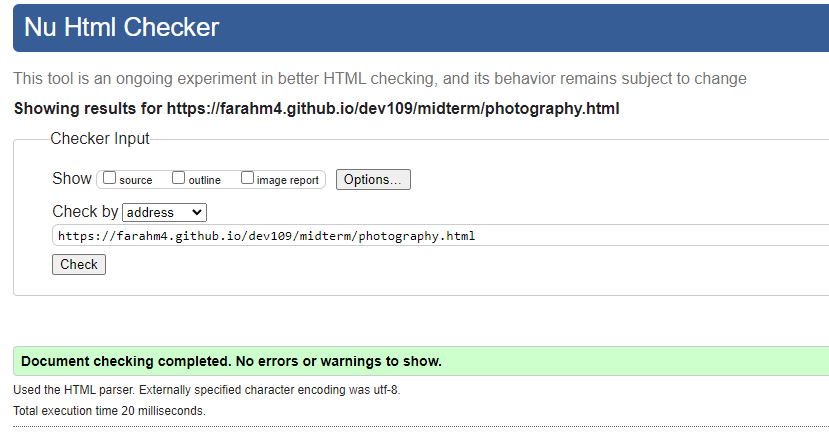 Nu Html Checker
This tool is an ongoing experiment in better HTML checking, and its behavior remains subject to change
Showing results for https://farahm4.github.io/dev109/midterm/photography.html
Checker Input
Show source outline image report Options...
Check by address
https://farahm4.github.io/dev109/midterm/photography.html
Check
Document checking completed. No errors or warnings to show.
Used the HTML parser. Externally specified character encoding was utf-8.
Total execution time 20 milliseconds.